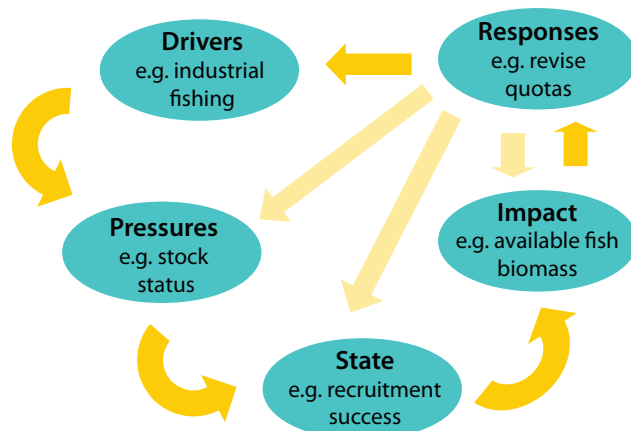 Drivers
e.g. industrial
fishing
Responses
e.g. revise
quotas
Pressures
e.g. stock
status
Impact
e.g. available fish
biomass
State
e.g. recruitment
success